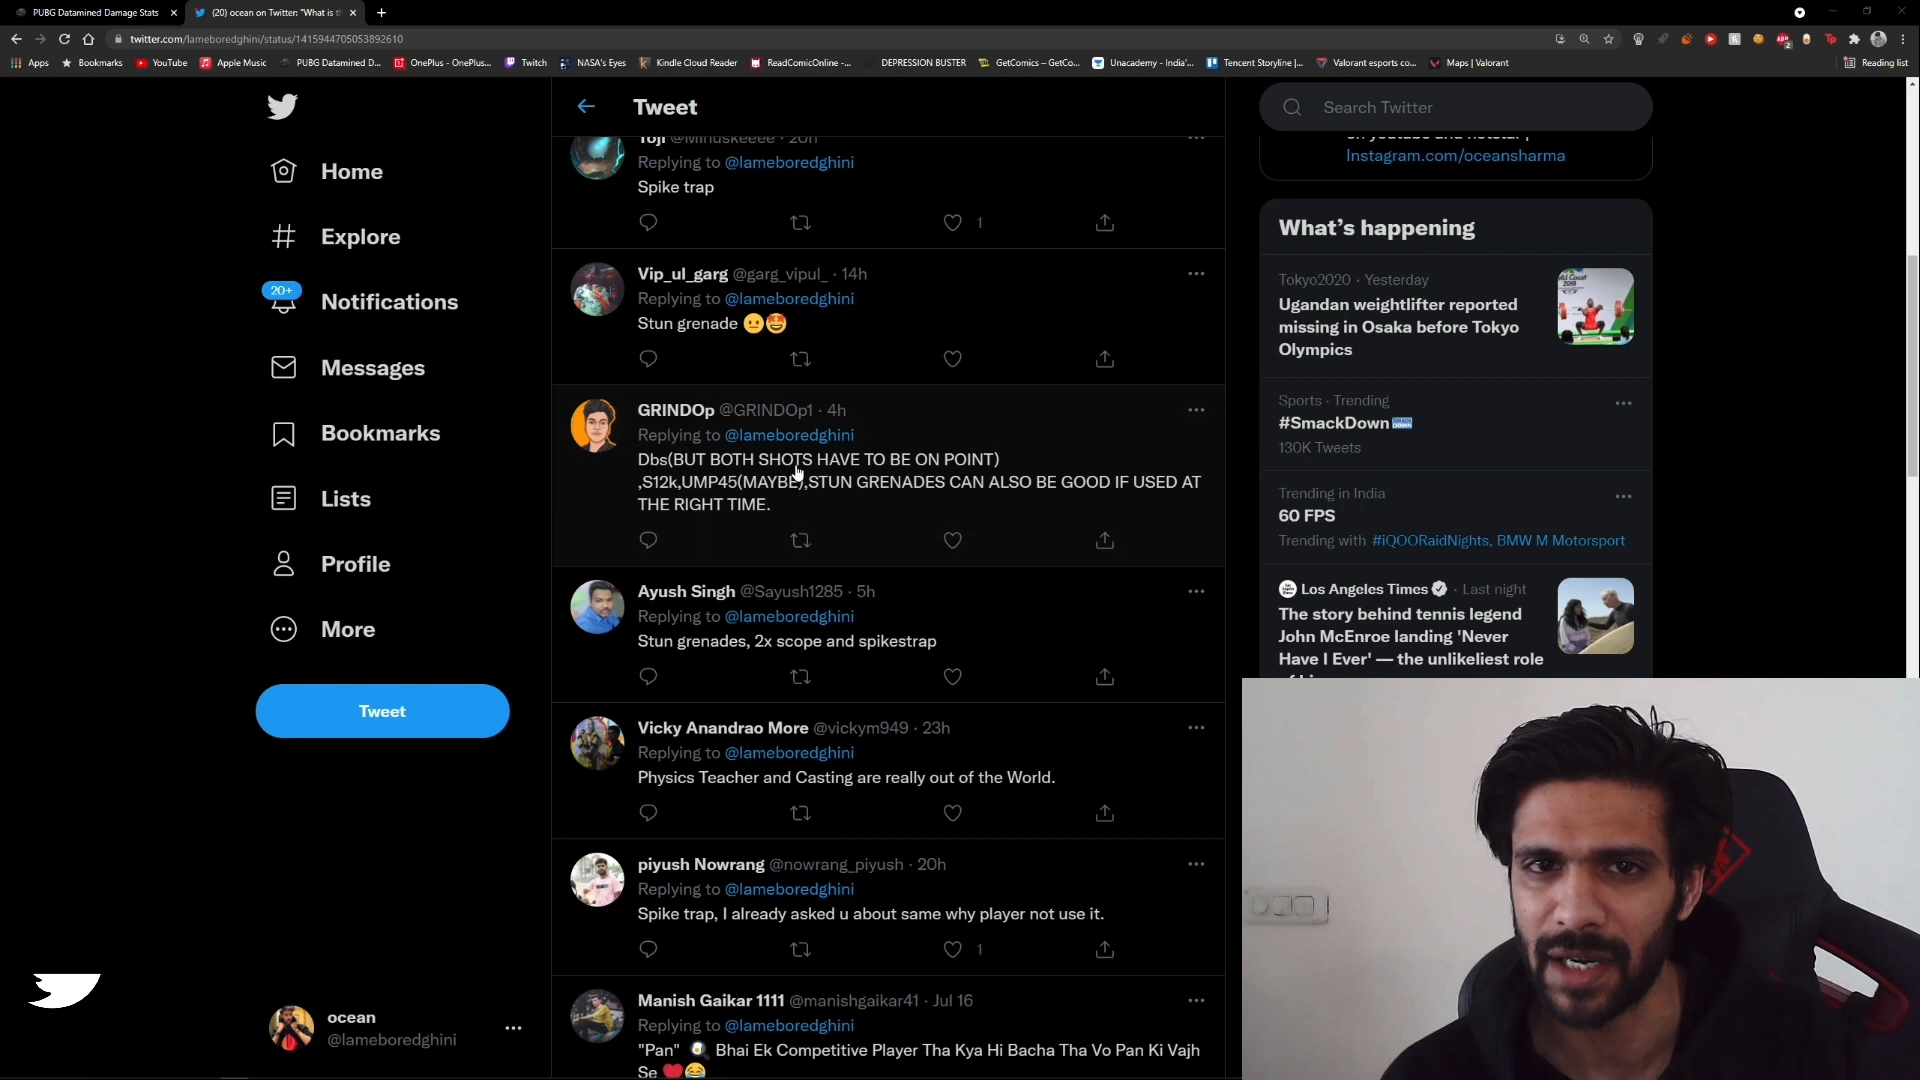 PUBG Datamined Damage Stats
(20) ocean on Twitter: "What is th
twitter.com/lameboredghini/status/1415944705053892610
Apps
Bookmarks
YouTube
Apple Music
PUBG Datamined D...
OnePlus - OnePlus...
Twitch
NASA's Eyes
Kindle Cloud Reader
ReadComicOnline -...
DEPRESSION BUSTER
GetComics – GetCo...
Unacademy - India'...
Tencent Storyline |...
Valorant esports co...
Maps | Valorant
Reading list
Home
Explore
20+
Notifications
Messages
Bookmarks
Lists
Profile
More
Tweet
ocean
@lameboredghini
Tweet
Toji @Minuskeeee · 20h
Replying to @lameboredghini
Spike trap
1
Vip_ul_garg @garg_vipul_ · 14h
Replying to @lameboredghini
Stun grenade 😐🤩
GRINDOp @GRINDOp1 · 4h
Replying to @lameboredghini
Dbs(BUT BOTH SHOTS HAVE TO BE ON POINT)
,S12k,UMP45(MAYBE),STUN GRENADES CAN ALSO BE GOOD IF USED AT
THE RIGHT TIME.
Ayush Singh @Sayush1285 · 5h
Replying to @lameboredghini
Stun grenades, 2x scope and spikestrap
Vicky Anandrao More @vickym949 · 23h
Replying to @lameboredghini
Physics Teacher and Casting are really out of the World.
piyush Nowrang @nowrang_piyush · 20h
Replying to @lameboredghini
Spike trap, I already asked u about same why player not use it.
1
Manish Gaikar 1111 @manishgaikar41 · Jul 16
Replying to @lameboredghini
"Pan" 🍳 Bhai Ek Competitive Player Tha Kya Hi Bacha Tha Vo Pan Ki Vajh
Se ❤️😂
Search Twitter
Instagram.com/oceansharma
What's happening
Tokyo2020 · Yesterday
Ugandan weightlifter reported
missing in Osaka before Tokyo
Olympics
Sports · Trending
#SmackDown
130K Tweets
Trending in India
60 FPS
Trending with #iQOORaidNights, BMW M Motorsport
Los Angeles Times · Last night
The story behind tennis legend
John McEnroe landing 'Never
Have I Ever' — the unlikeliest role